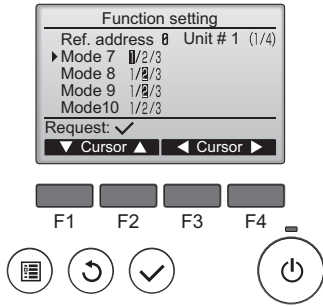 Function setting
Ref. address 0 Unit # 1 (1/4)
Mode 7 1/2/3
Mode 8 1/2/3
Mode 9 1/2/3
Mode10 1/2/3
Request: ✓
▼ Cursor ▲ ◀ Cursor ▶
F1 F2 F3 F4